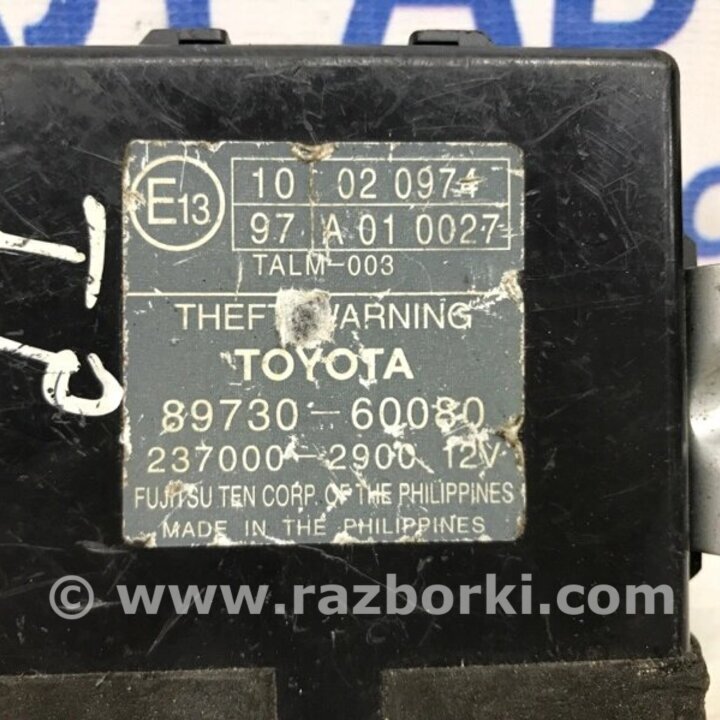 E13
10 02 0974
97 A 01 0027
TALM-003
THEFT WARNING
TOYOTA
89730-60080
237000-2900 12V
FUJITSU TEN CORP. OF THE PHILIPPINES
MADE IN THE PHILIPPINES
© www.razborki.com